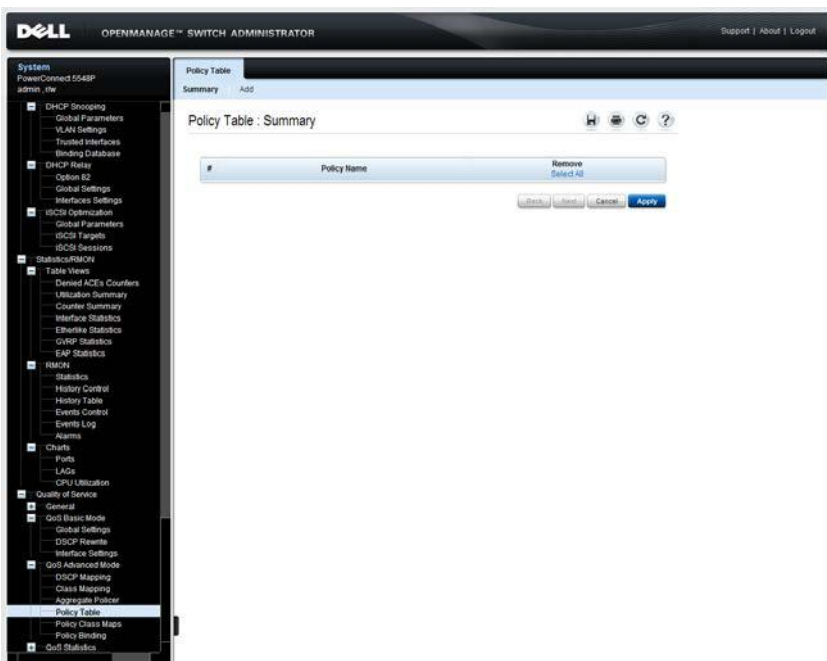 DELL OPENMANAGE™ SWITCH ADMINISTRATOR
Support | About | Logout
System
PowerConnect 5548P
admin , r/w
DHCP Snooping
Global Parameters
VLAN Settings
Trusted Interfaces
Binding Database
DHCP Relay
Option 82
Global Settings
Interfaces Settings
iSCSI Optimization
Global Parameters
iSCSI Targets
iSCSI Sessions
Statistics/RMON
Table Views
Denied ACEs Counters
Utilization Summary
Counter Summary
Interface Statistics
Etherlike Statistics
GVRP Statistics
EAP Statistics
RMON
Statistics
History Control
History Table
Events Control
Events Log
Alarms
Charts
Ports
LAGs
CPU Utilization
Quality of Service
General
QoS Basic Mode
Global Settings
DSCP Rewrite
Interface Settings
QoS Advanced Mode
DSCP Mapping
Class Mapping
Aggregate Policer
Policy Table
Policy Class Maps
Policy Binding
QoS Statistics
Policy Table
Summary Add
Policy Table : Summary
?
# Policy Name Remove
Select All
Back Next Cancel Apply